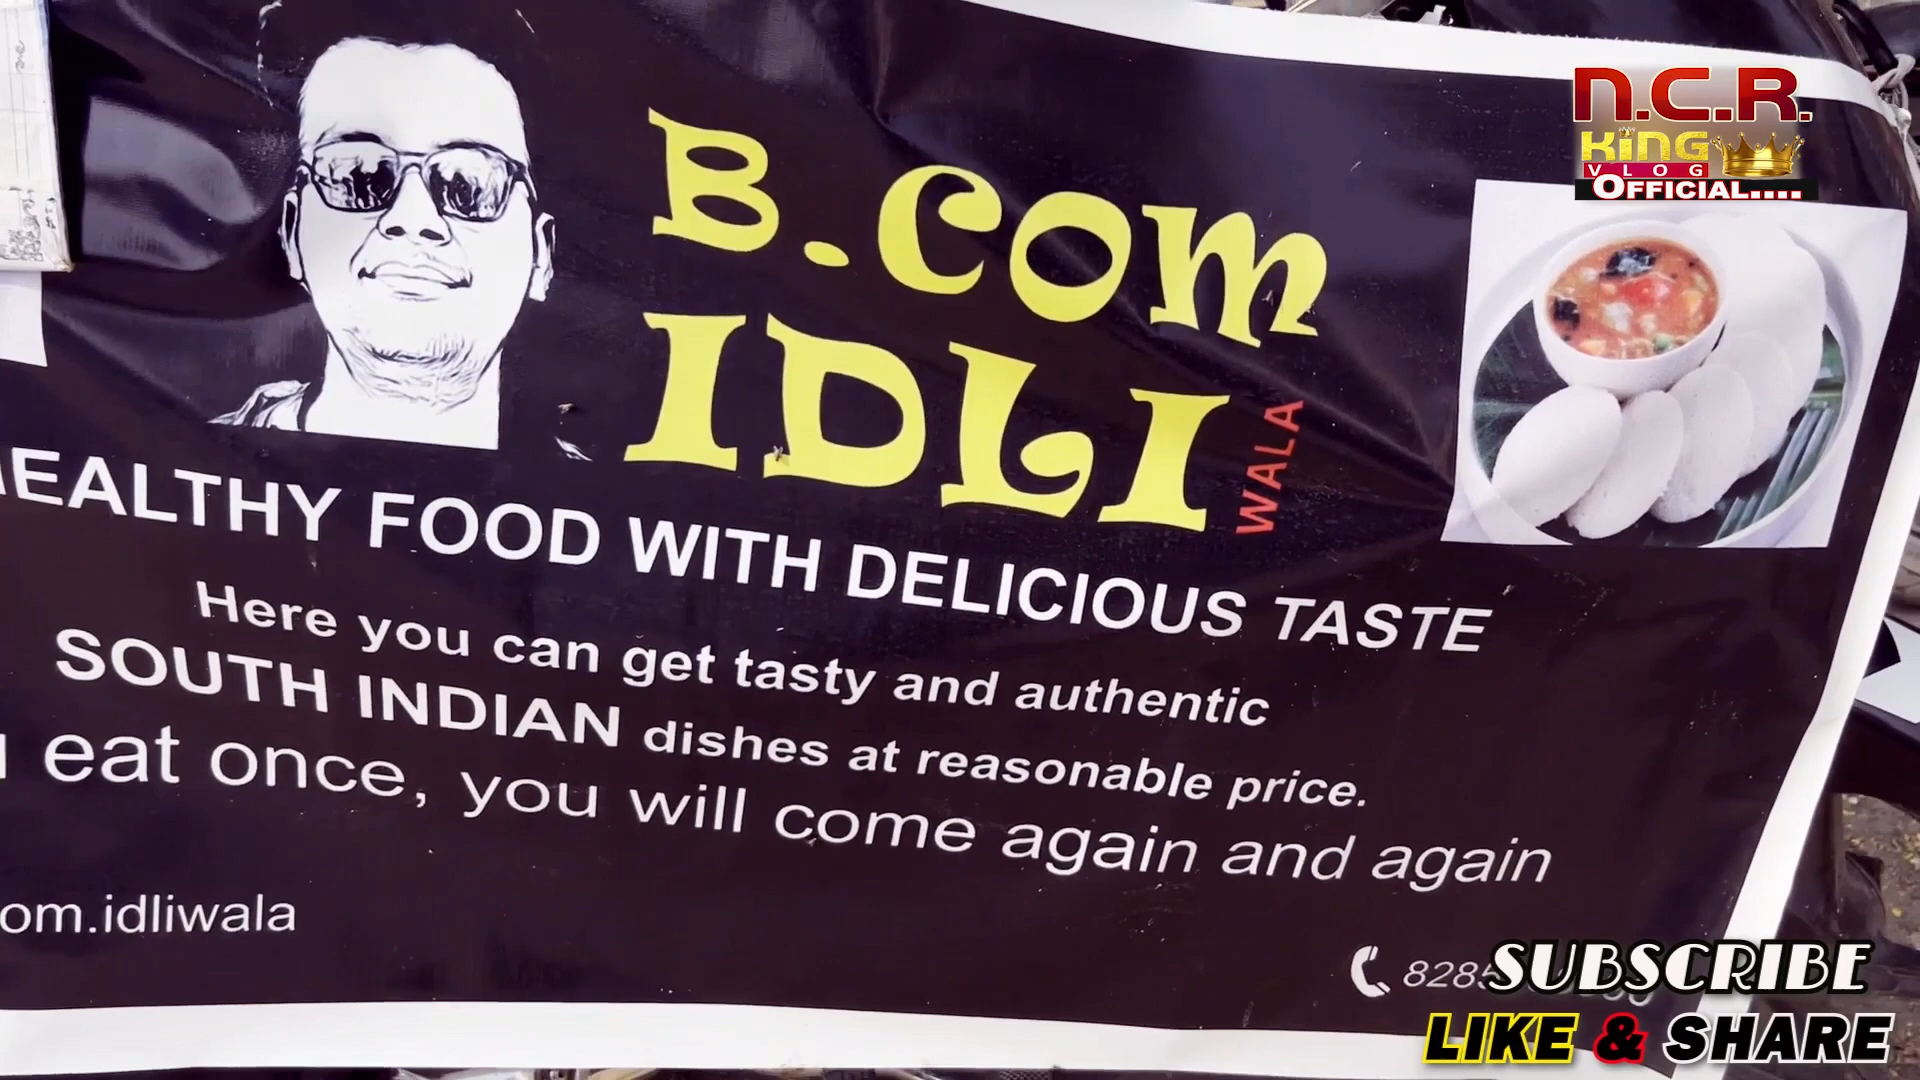 N.C.R.
KING
VLOG
OFFICIAL....
B.COM
IDLI WALA
HEALTHY FOOD WITH DELICIOUS TASTE
Here you can get tasty and authentic
SOUTH INDIAN dishes at reasonable price.
eat once, you will come again and again
om.idliwala
SUBSCRIBE
LIKE & SHARE